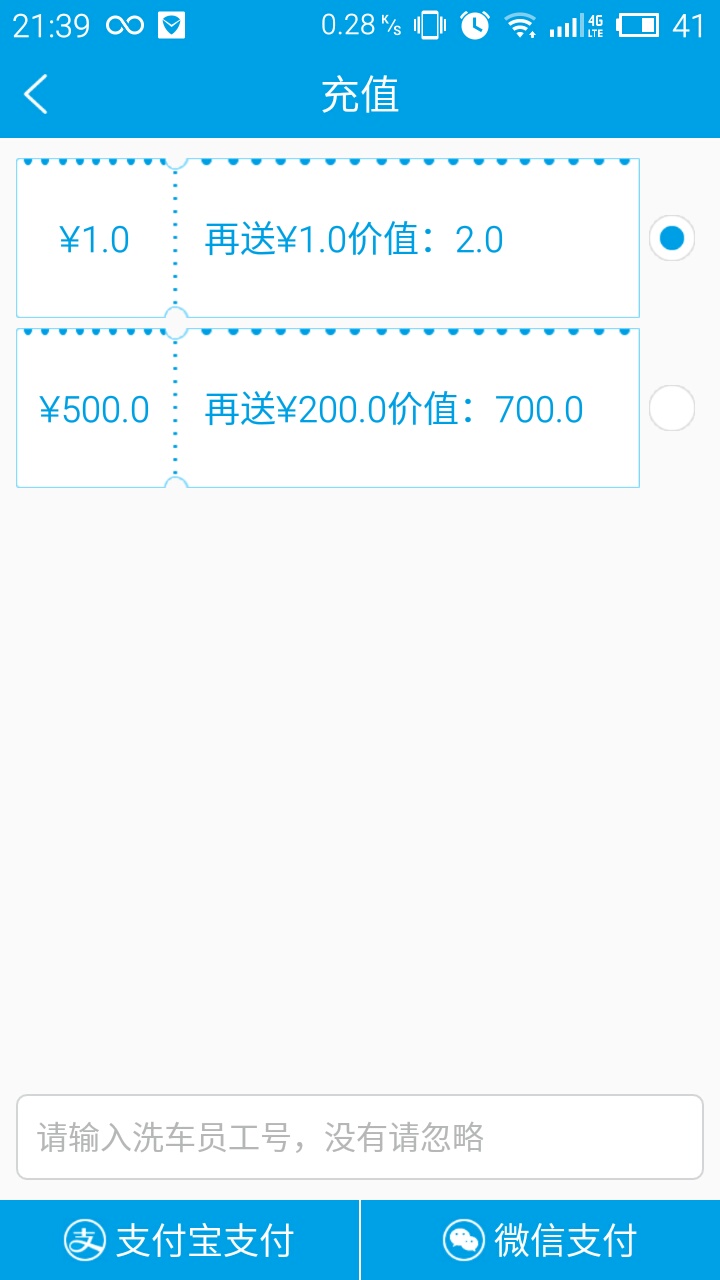 21:39 0.28 K/s 4G LTE 41
充值
¥1.0 再送¥1.0价值：2.0
¥500.0 再送¥200.0价值：700.0
请输入洗车员工号，没有请忽略
支付宝支付 微信支付